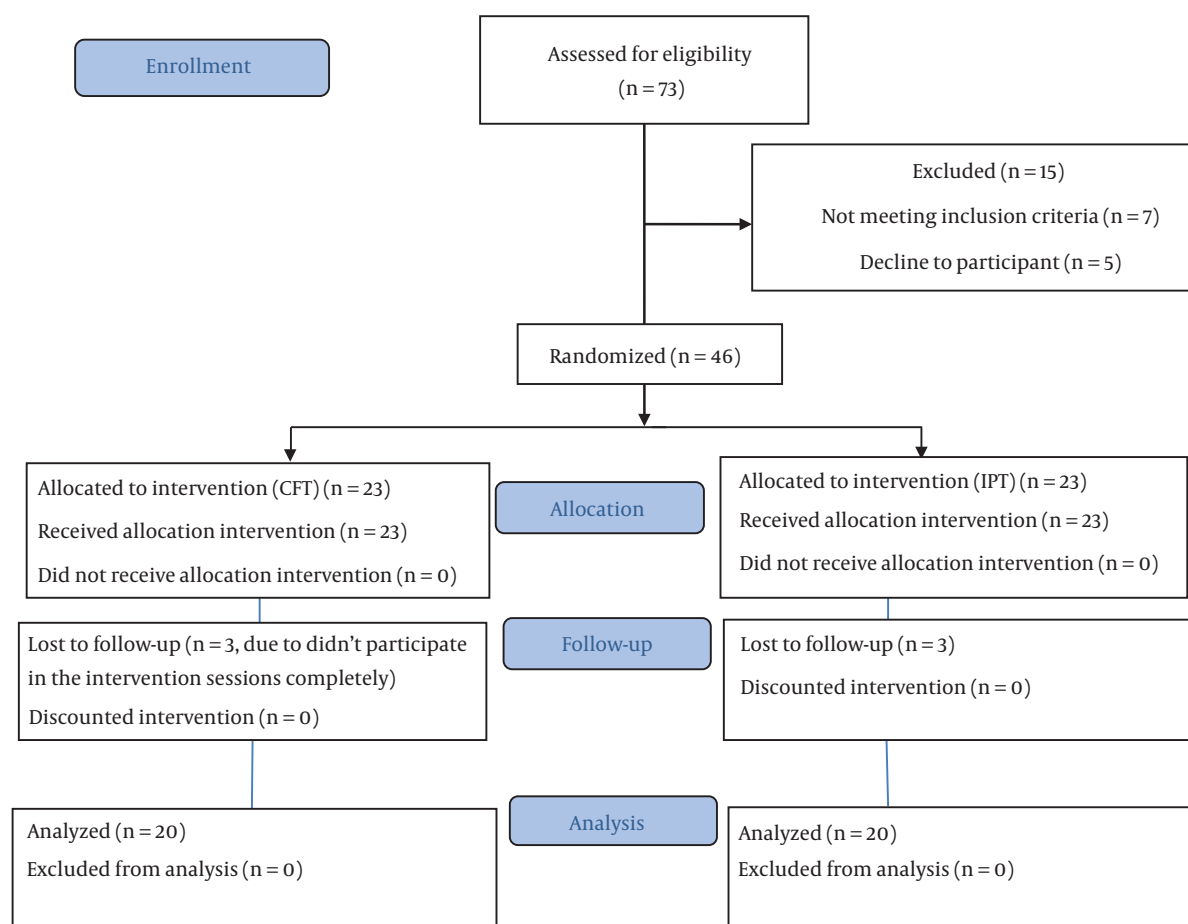 Enrollment
Assessed for eligibility
(n = 73)
Excluded (n = 15)
Not meeting inclusion criteria (n = 7)
Decline to participant (n = 5)
Randomized (n = 46)
Allocated to intervention (CFT) (n = 23)
Received allocation intervention (n = 23)
Did not receive allocation intervention (n = 0)
Allocation
Allocated to intervention (IPT) (n = 23)
Received allocation intervention (n = 23)
Did not receive allocation intervention (n = 0)
Lost to follow-up (n = 3, due to didn't participate
in the intervention sessions completely)
Discounted intervention (n = 0)
Follow-up
Lost to follow-up (n = 3)
Discounted intervention (n = 0)
Analyzed (n = 20)
Excluded from analysis (n = 0)
Analysis
Analyzed (n = 20)
Excluded from analysis (n = 0)